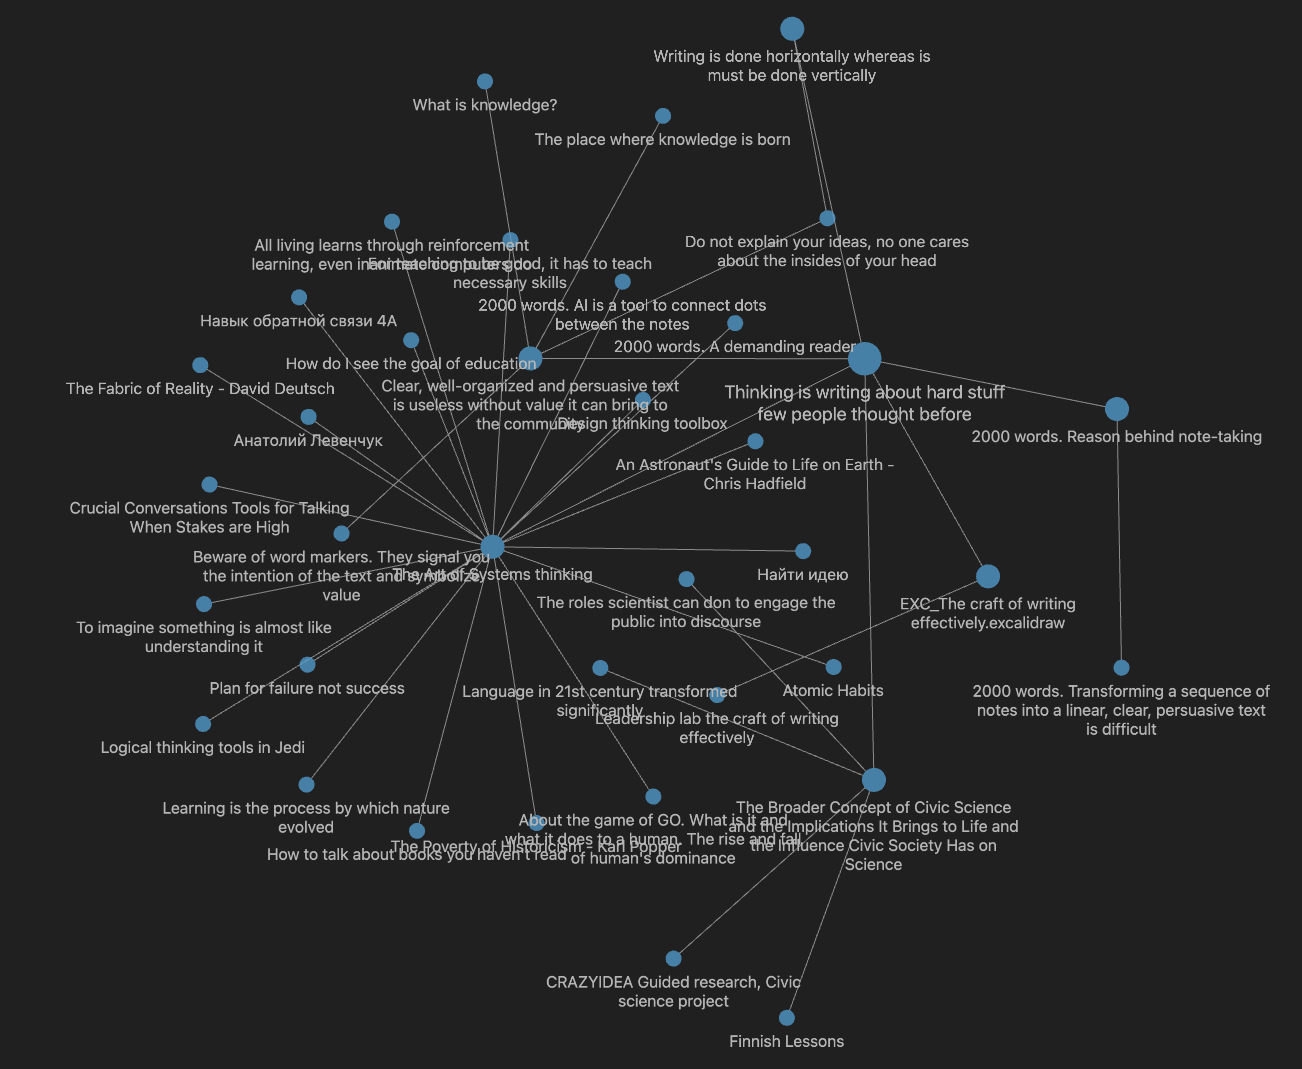 Writing is done horizontally whereas is
must be done vertically
What is knowledge?
The place where knowledge is born
Do not explain your ideas, no one cares
about the insides of your head
All living learns through reinforcement
learning, even inanimate computers do
For teaching to be good, it has to teach
necessary skills
2000 words. AI is a tool to connect dots
between the notes
Навык обратной связи 4А
2000 words. A demanding reader
How do I see the goal of education
The Fabric of Reality - David Deutsch
Clear, well-organized and persuasive text
is useless without value it can bring to
the community
Thinking is writing about hard stuff
few people thought before
Design thinking toolbox
2000 words. Reason behind note-taking
Анатолий Левенчук
An Astronaut's Guide to Life on Earth -
Chris Hadfield
Crucial Conversations Tools for Talking
When Stakes are High
Beware of word markers. They signal you
the intention of the text and symbolize
value
The Art of Systems thinking
Найти идею
The roles scientist can don to engage the
public into discourse
EXC_The craft of writing
effectively.excalidraw
To imagine something is almost like
understanding it
Plan for failure not success
Language in 21st century transformed
significantly
Atomic Habits
Leadership lab the craft of writing
effectively
2000 words. Transforming a sequence of
notes into a linear, clear, persuasive text
is difficult
Logical thinking tools in Jedi
Learning is the process by which nature
evolved
About the game of GO. What is it and
what it does to a human. The rise and fall
of human's dominance
The Broader Concept of Civic Science
and the Implications It Brings to Life and
the Influence Civic Society Has on
Science
The Poverty of Historicism - Karl Popper
How to talk about books you haven't read
CRAZYIDEA Guided research, Civic
science project
Finnish Lessons